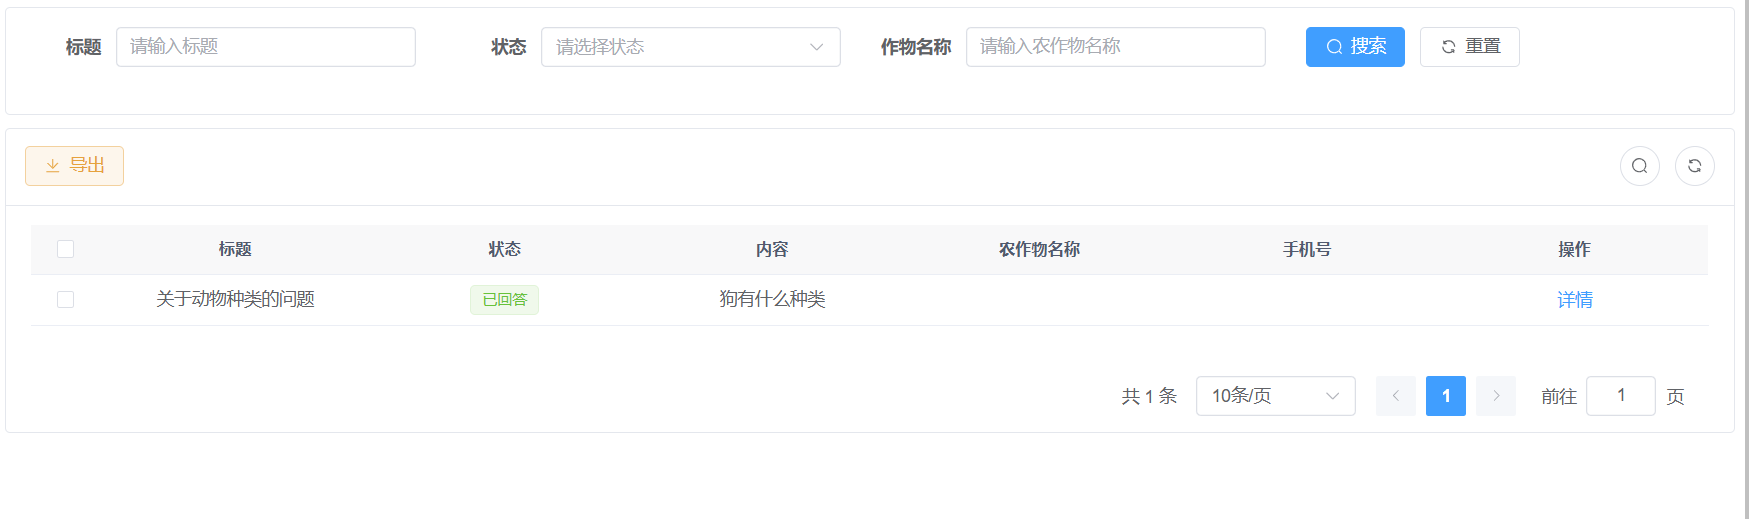 标题 请输入标题 状态 请选择状态 作物名称 请输入农作物名称 搜索 重置
导出
标题 状态 内容 农作物名称 手机号 操作
关于动物种类的问题 已回答 狗有什么种类 详情
共 1 条 10条/页 1 前往 1 页